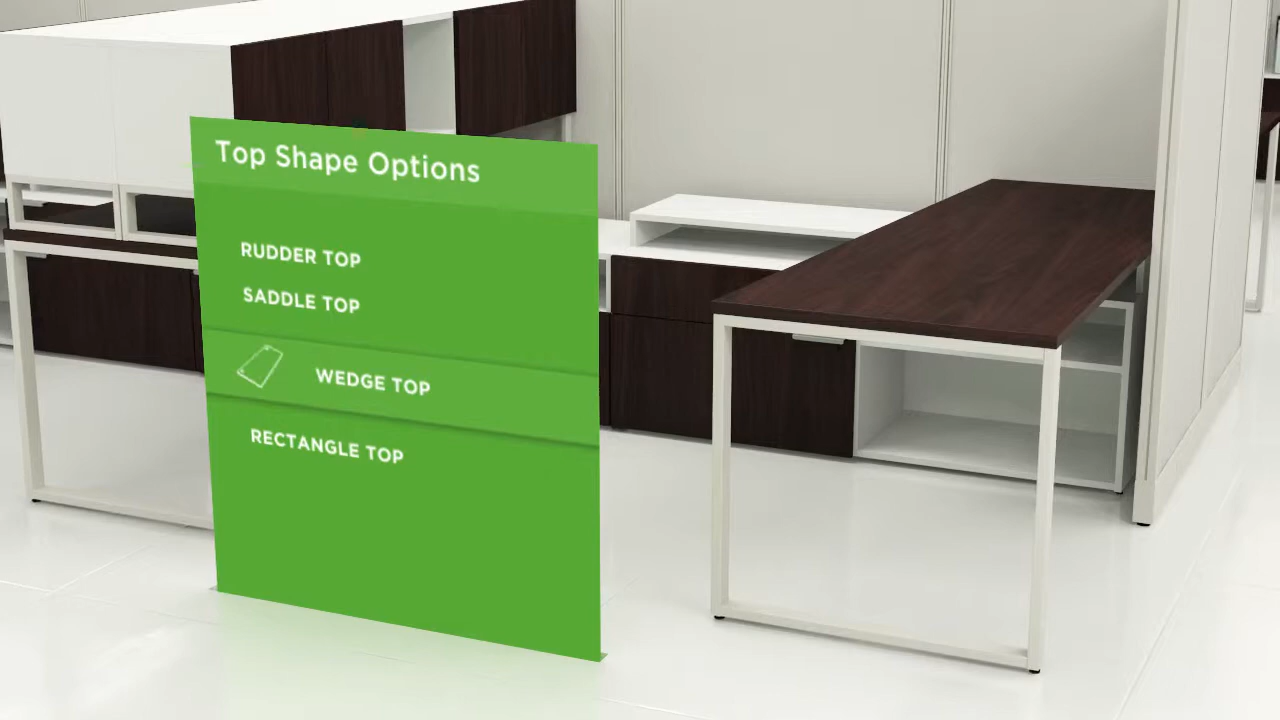 Top Shape Options
RUDDER TOP
SADDLE TOP
WEDGE TOP
RECTANGLE TOP